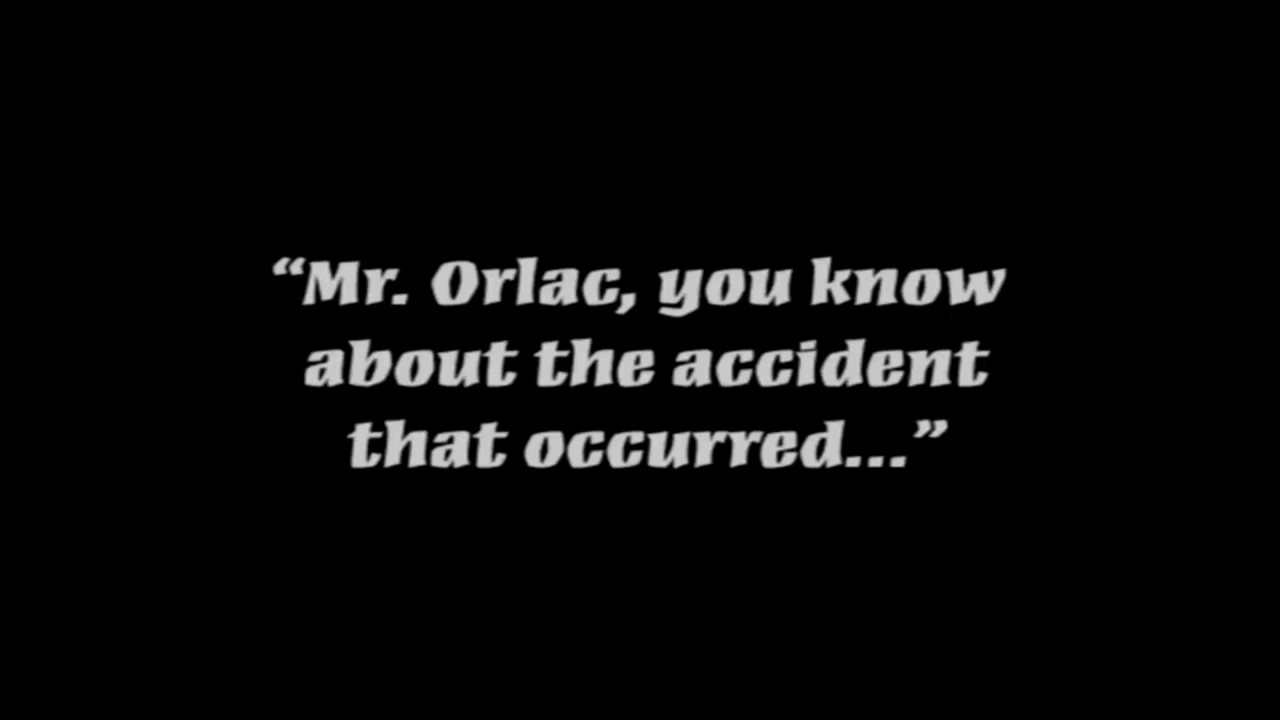 “Mr. Orlac, you know
about the accident
that occurred...”